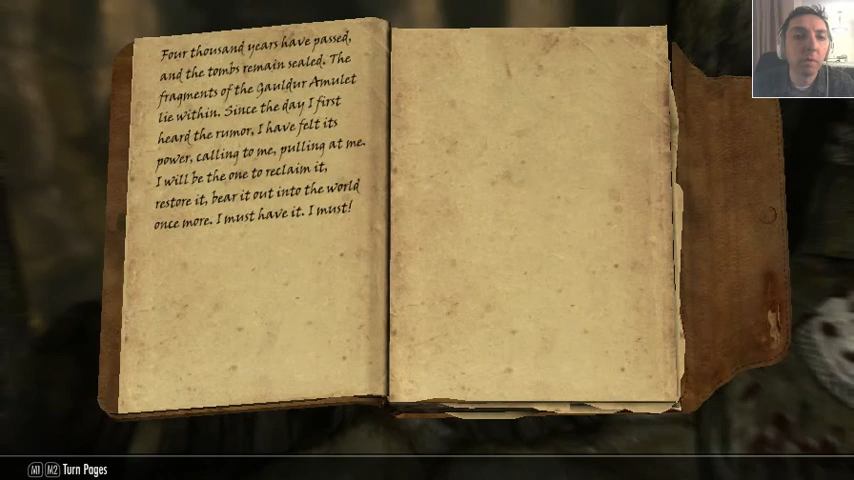 Four thousand years have passed,
and the tombs remain sealed. The
fragments of the Gauldur Amulet
lie within. Since the day I first
heard the rumor, I have felt its
power, calling to me, pulling at me.
I will be the one to reclaim it,
restore it, bear it out into the world
once more. I must have it. I must!
M1 M2 Turn Pages